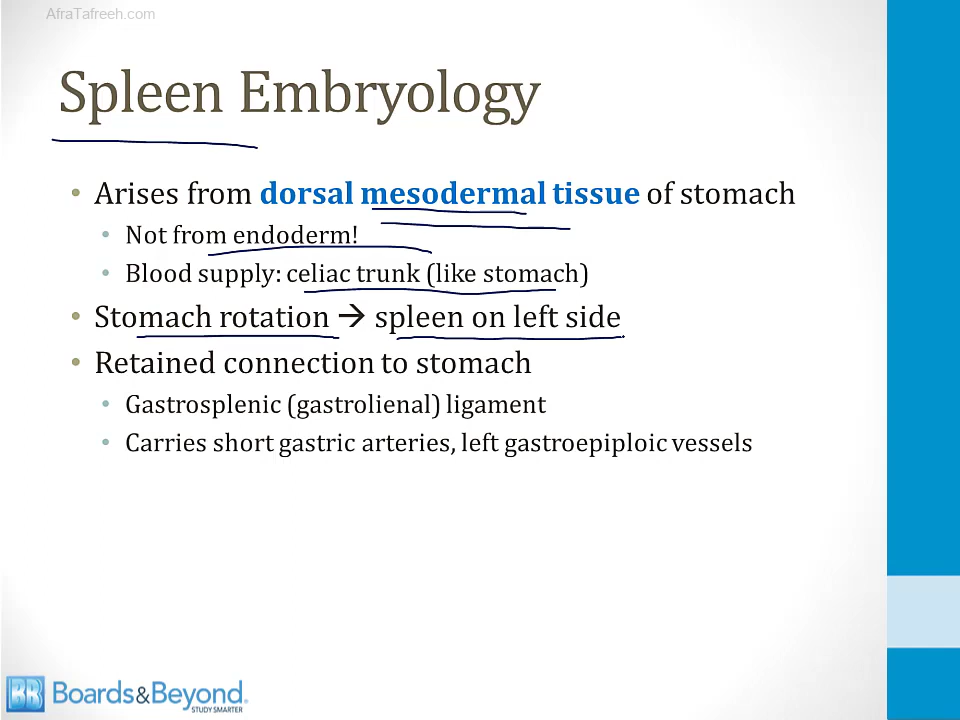 AfraTafreeh.com
Spleen Embryology
• Arises from dorsal mesodermal tissue of stomach
• Not from endoderm!
• Blood supply: celiac trunk (like stomach)
• Stomach rotation → spleen on left side
• Retained connection to stomach
• Gastrosplenic (gastrolienal) ligament
• Carries short gastric arteries, left gastroepiploic vessels
BB Boards&Beyond.
STUDY SMARTER